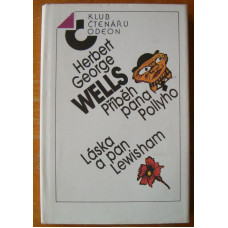 KLUB
ČTENÁŘŮ
ODEON
Herbert
George
WELLS
Příběh
pana
Pollyho
Láska
a pan
Lewisham